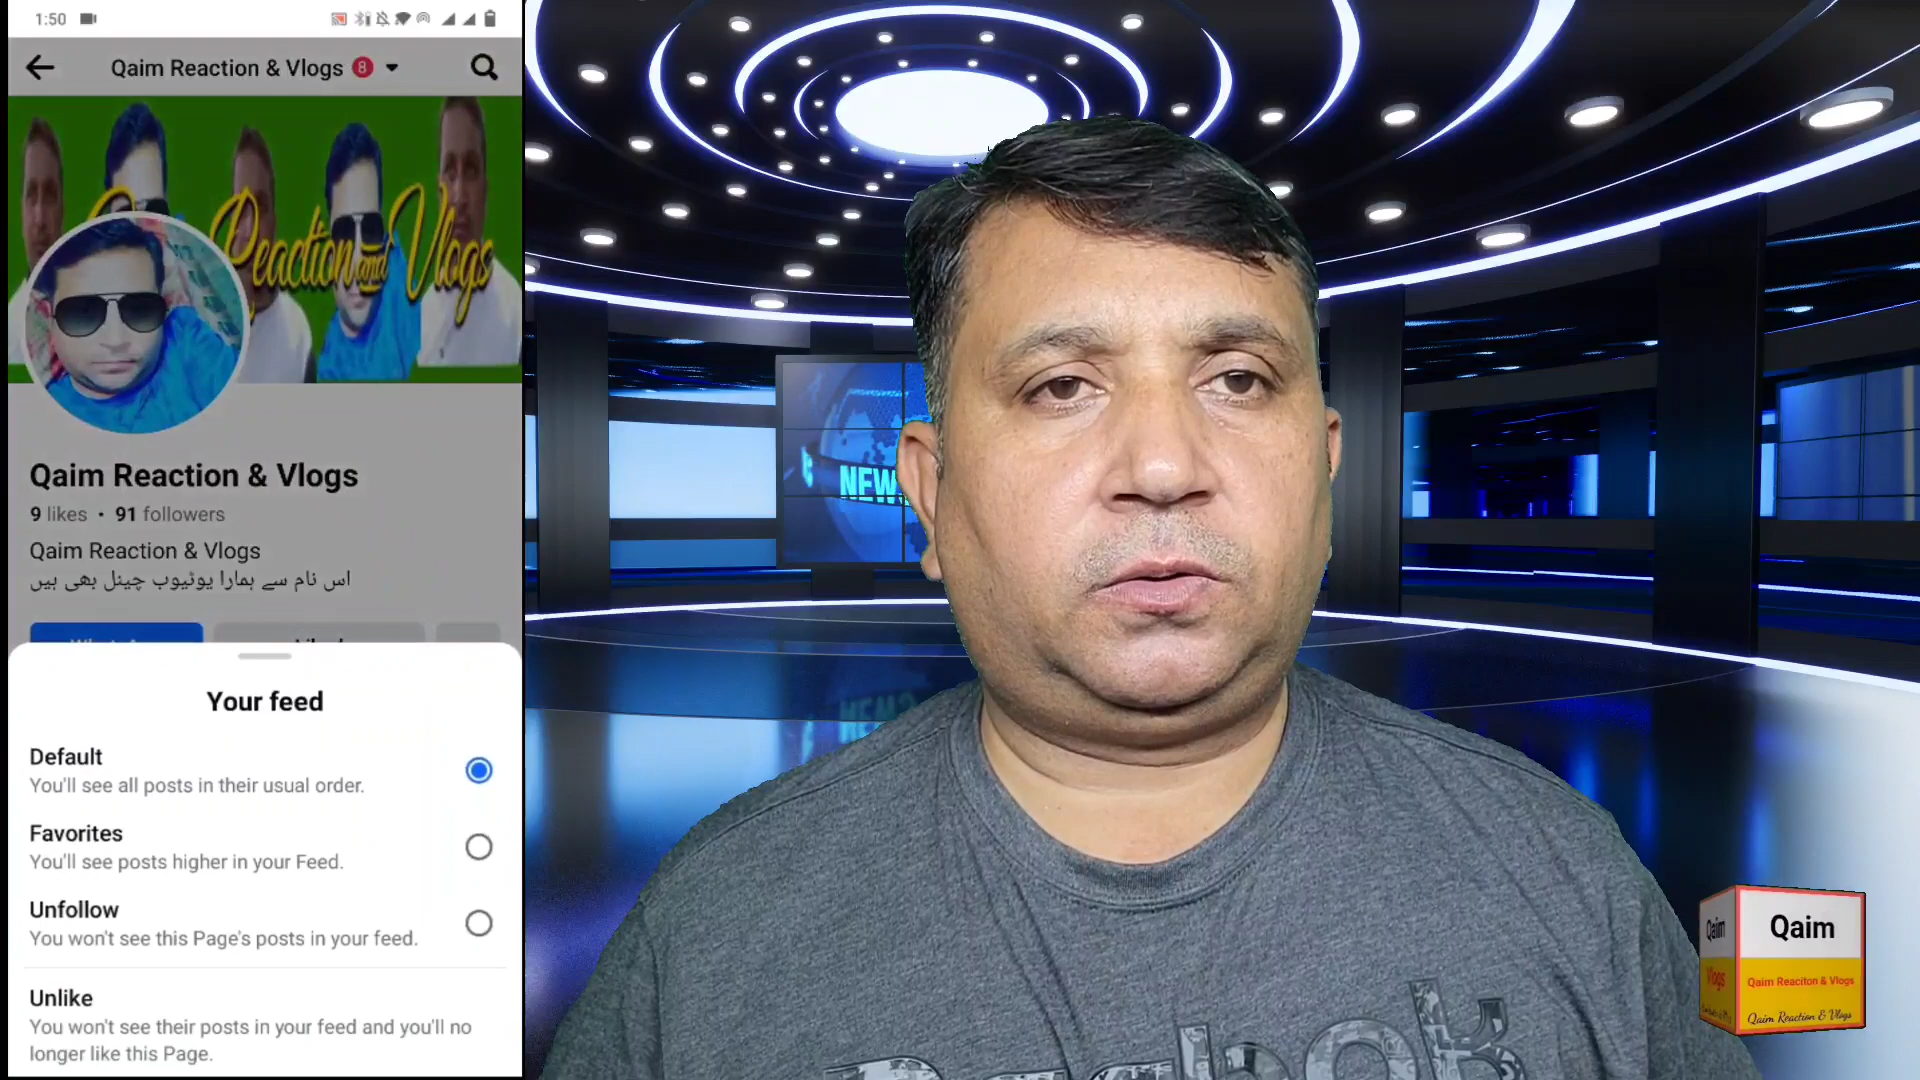 1:50
Qaim Reaction & Vlogs 8
Reaction and Vlogs
Qaim Reaction & Vlogs
9 likes • 91 followers
Qaim Reaction & Vlogs
اس نام سے ہمارا یوٹیوب چینل بھی ہیں
Your feed
Default
You'll see all posts in their usual order.
Favorites
You'll see posts higher in your Feed.
Unfollow
You won't see this Page's posts in your feed.
Unlike
You won't see their posts in your feed and you'll no
longer like this Page.
NEWS
Reebok
Qaim
Vlogs
Qaim
Qaim Reaciton & Vlogs
Qaim Reaction & Vlogs